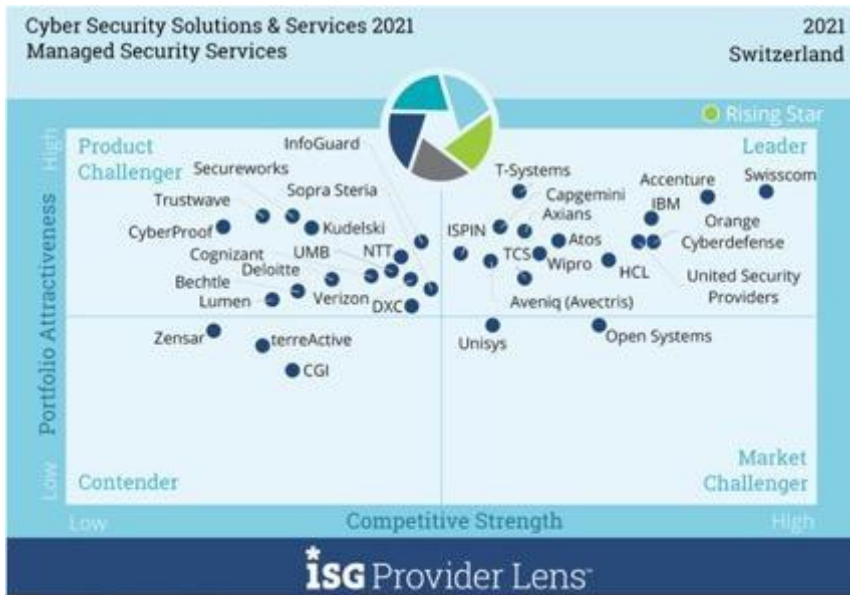 Cyber Security Solutions & Services 2021
Managed Security Services
2021
Switzerland
Rising Star
High
Product
Challenger
Leader
InfoGuard
Secureworks
Sopra Steria
Trustwave
CyberProof
Kudelski
Cognizant
UMB
NTT
Deloitte
Bechtle
Lumen
Verizon
DXC
T-Systems
Capgemini
Axians
ISPIN
TCS
Atos
Wipro
Accenture
Swisscom
IBM
Orange
Cyberdefense
HCL
United Security
Providers
Aveniq (Avectris)
Zensar
terreActive
CGI
Unisys
Open Systems
Portfolio Attractiveness
Low
Contender
Market
Challenger
Low
Competitive Strength
High
iSG Provider Lens™